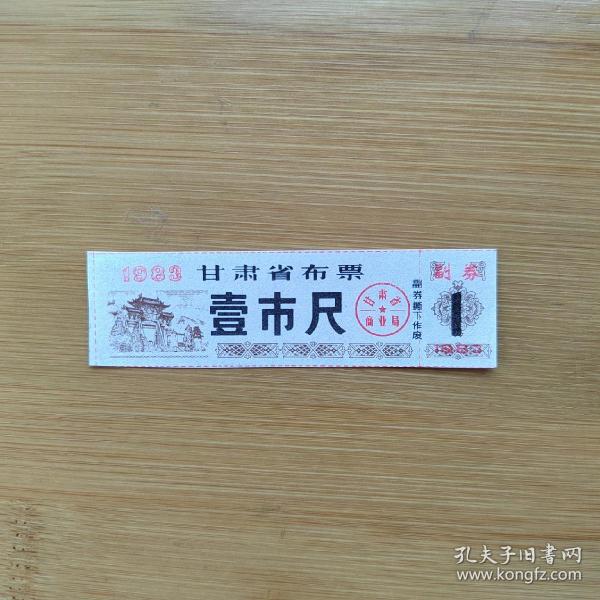 1983 甘肃省布票
壹市尺
甘肃省
商业局
副券撕下作废
副券
1
1983
孔夫子旧书网
www.kongfz.com